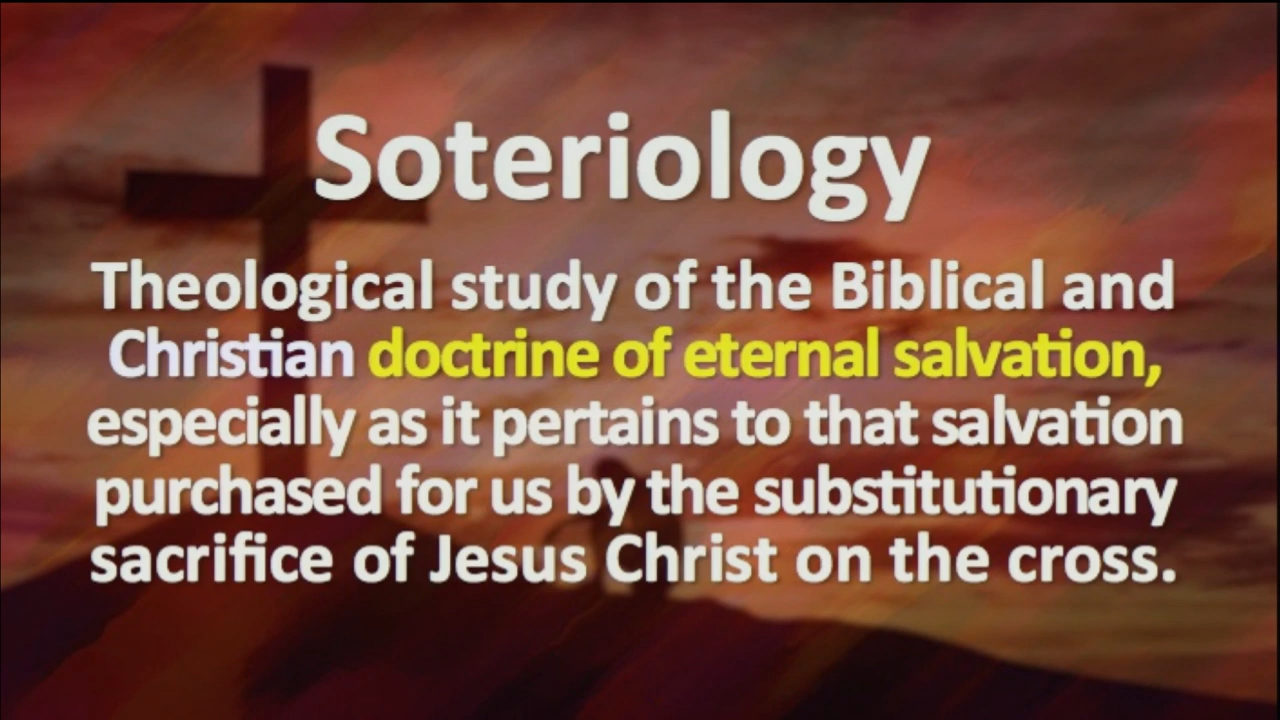 Soteriology
Theological study of the Biblical and
Christian doctrine of eternal salvation,
especially as it pertains to that salvation
purchased for us by the substitutionary
sacrifice of Jesus Christ on the cross.